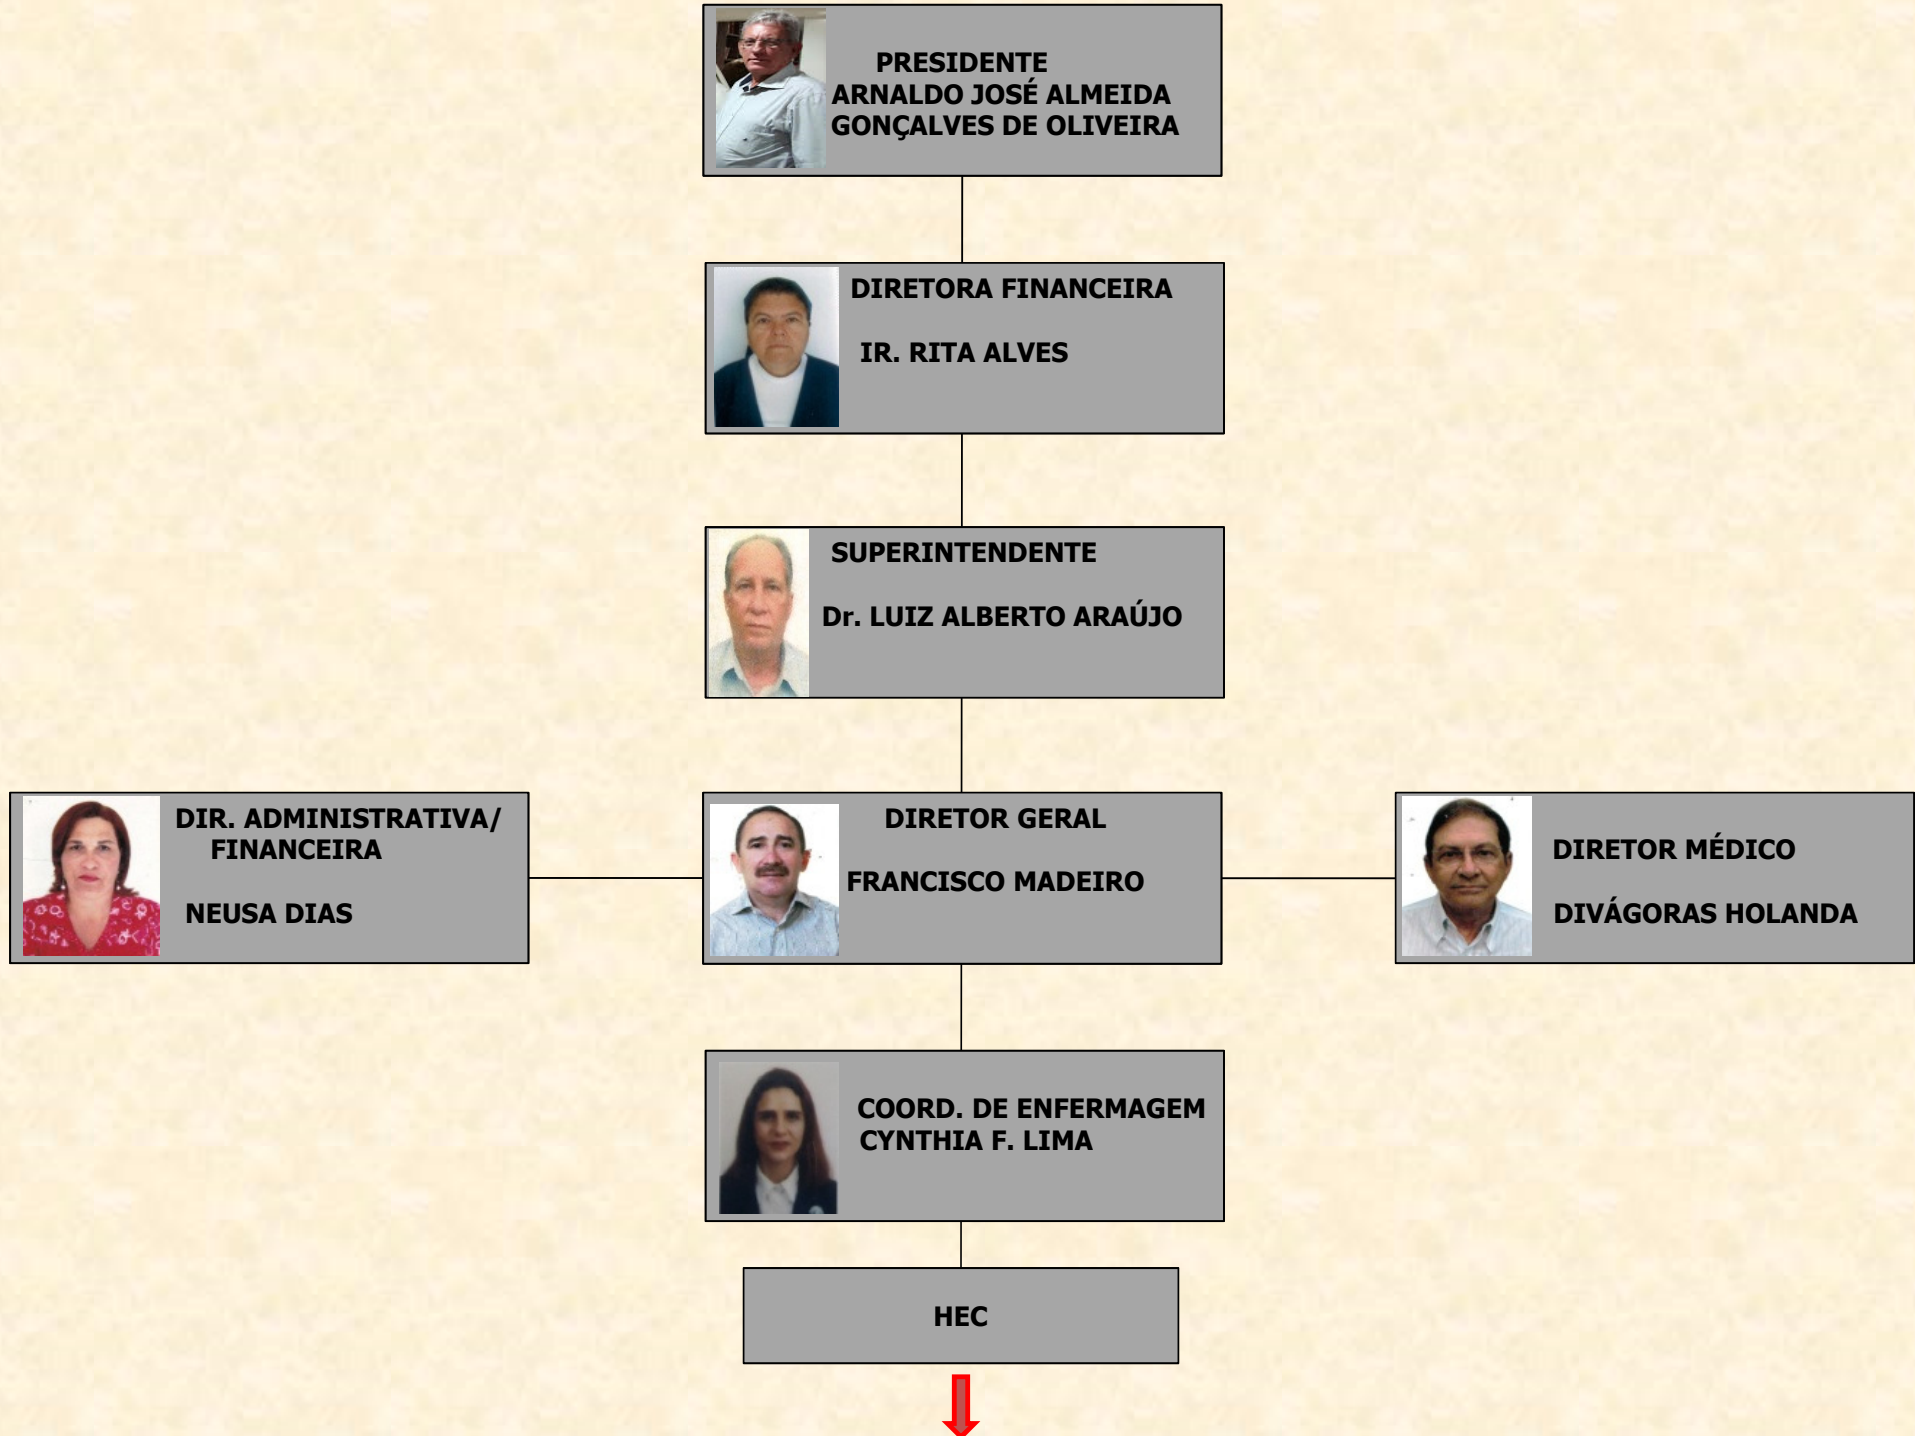 PRESIDENTE
ARNALDO JOSÉ ALMEIDA
GONÇALVES DE OLIVEIRA
DIRETORA FINANCEIRA
IR. RITA ALVES
SUPERINTENDENTE
Dr. LUIZ ALBERTO ARAÚJO
DIR. ADMINISTRATIVA/
FINANCEIRA
NEUSA DIAS
DIRETOR GERAL
FRANCISCO MADEIRO
DIRETOR MÉDICO
DIVÁGORAS HOLANDA
COORD. DE ENFERMAGEM
CYNTHIA F. LIMA
HEC